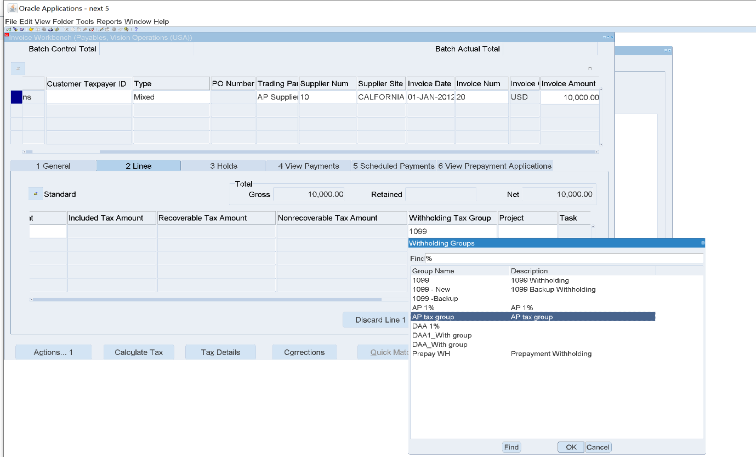 Oracle Applications - next 5
File Edit View Folder Tools Reports Window Help
Invoice Workbench (Payables, Vision Operations (USA))
Batch Control Total Batch Actual Total
Customer Taxpayer ID Type PO Number Trading Par Supplier Num Supplier Site Invoice Date Invoice Num Invoice Invoice Amount
ns Mixed AP Supplier 10 CALFORNIA 01-JAN-2012 20 USD 10,000.00
1 General 2 Lines 3 Holds 4 View Payments 5 Scheduled Payments 6 View Prepayment Applications
Total
Standard Gross 10,000.00 Retained Net 10,000.00
Included Tax Amount Recoverable Tax Amount Nonrecoverable Tax Amount Withholding Tax Group Project Task
1099
Withholding Groups
Find %
Group Name Description
1099 1099 Withholding
1099 - New 1099 Backup Withholding
1099 -Backup
AP 1% AP 1%
AP tax group AP tax group
DAA 1%
DAA1_With group
DAA_With group
Prepay WH Prepayment Withholding
Discard Line 1
Actions... 1 Calculate Tax Tax Details Corrections Quick Mat
Find OK Cancel